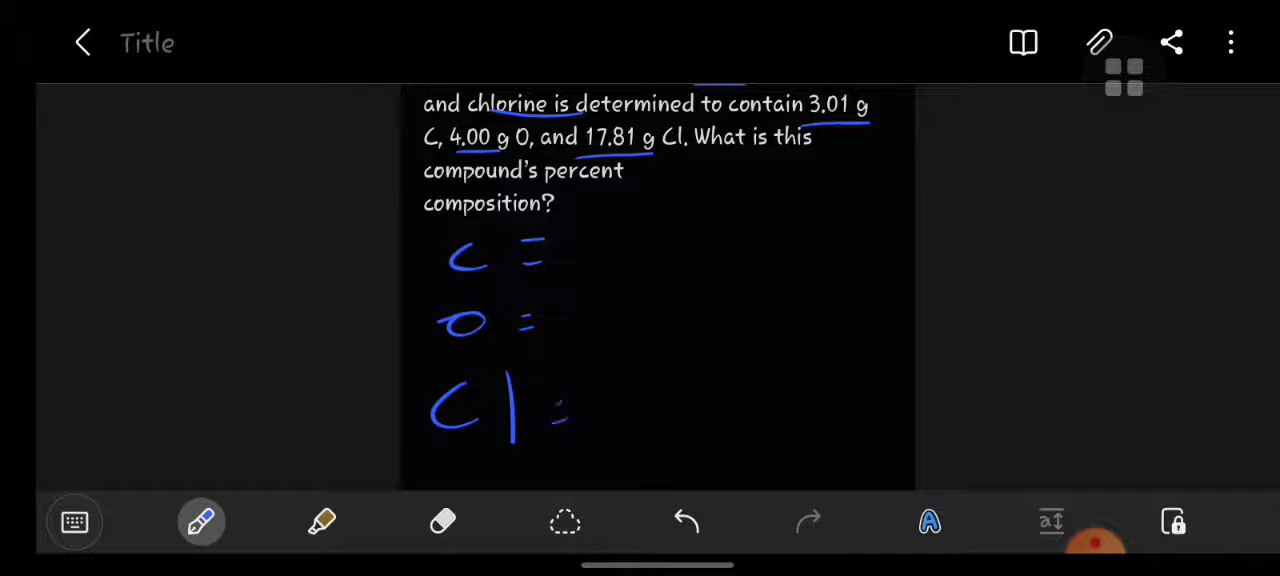 Title
and chlorine is determined to contain 3.01 g
C, 4.00 g O, and 17.81 g Cl. What is this
compound's percent
composition?
C =
O =
Cl =
A
a